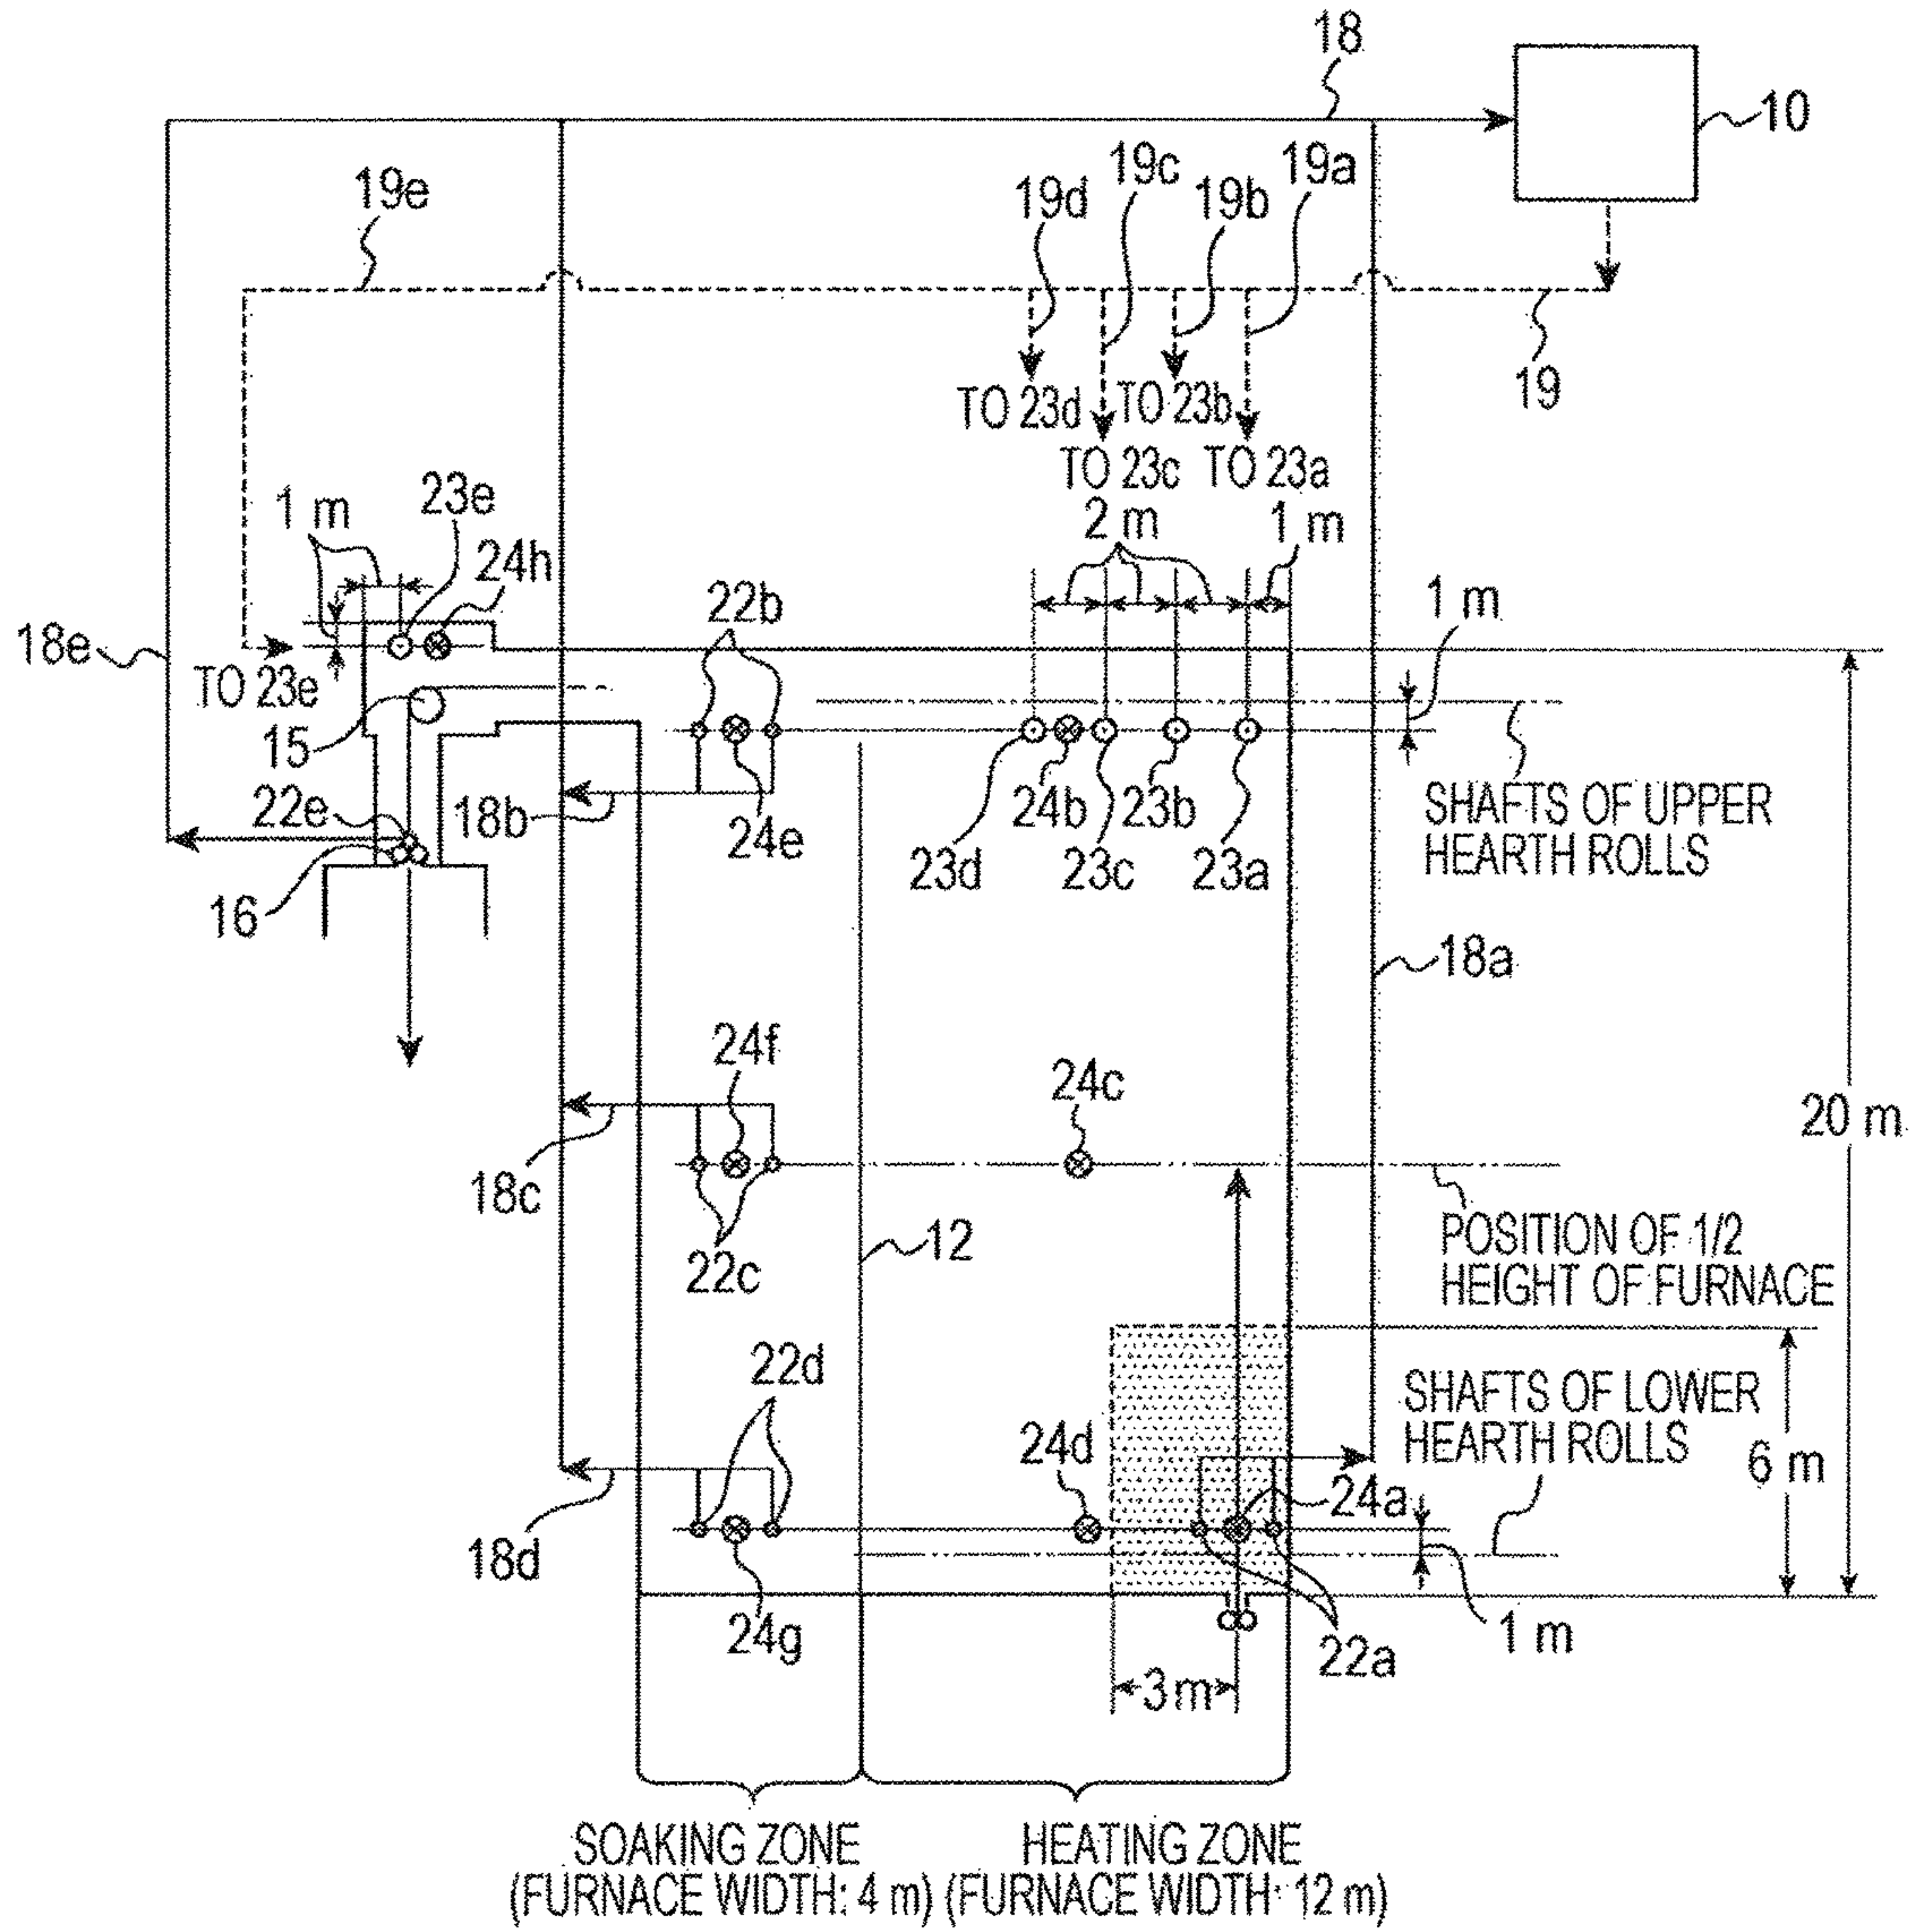 18
10
19c
19a
19e
19d
19b
TO 23d
TO 23b
19
TO 23c
TO 23a
1 m
23e
2 m
1 m
24h
22b
1 m
18e
TO 23e
15
22e
18b
24e
24b
23b
SHAFTS OF UPPER
HEARTH ROLLS
23d
23c
23a
16
18a
24f
24c
20 m
18c
22c
12
POSITION OF 1/2
HEIGHT OF FURNACE
22d
SHAFTS OF LOWER
HEARTH ROLLS
24d
6 m
24a
18d
24g
22a
1 m
3 m
SOAKING ZONE
(FURNACE WIDTH: 4 m)
HEATING ZONE
(FURNACE WIDTH: 12 m)